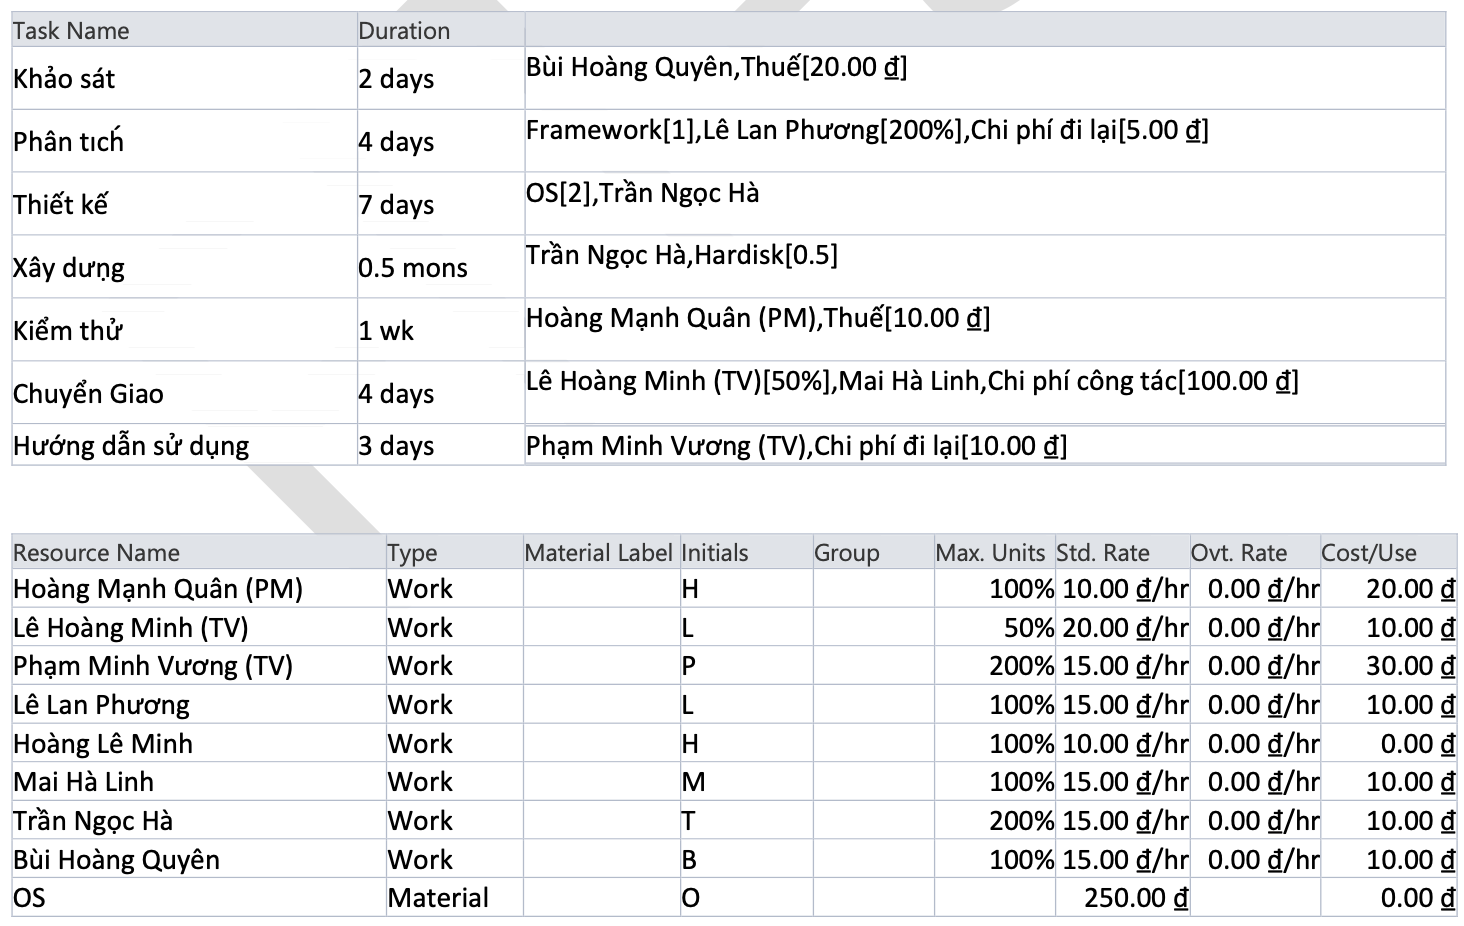 Task Name Duration
Khảo sát 2 days Bùi Hoàng Quyên,Thuế[20.00 ₫]
Phân tích 4 days Framework[1],Lê Lan Phương[200%],Chi phí đi lại[5.00 ₫]
Thiết kế 7 days OS[2],Trần Ngọc Hà
Xây dựng 0.5 mons Trần Ngọc Hà,Hardisk[0.5]
Kiểm thử 1 wk Hoàng Mạnh Quân (PM),Thuế[10.00 ₫]
Chuyển Giao 4 days Lê Hoàng Minh (TV)[50%],Mai Hà Linh,Chi phí công tác[100.00 ₫]
Hướng dẫn sử dụng 3 days Phạm Minh Vương (TV),Chi phí đi lại[10.00 ₫]
Resource Name Type Material Label Initials Group Max. Units Std. Rate Ovt. Rate Cost/Use
Hoàng Mạnh Quân (PM) Work H 100% 10.00 ₫/hr 0.00 ₫/hr 20.00 ₫
Lê Hoàng Minh (TV) Work L 50% 20.00 ₫/hr 0.00 ₫/hr 10.00 ₫
Phạm Minh Vương (TV) Work P 200% 15.00 ₫/hr 0.00 ₫/hr 30.00 ₫
Lê Lan Phương Work L 100% 15.00 ₫/hr 0.00 ₫/hr 10.00 ₫
Hoàng Lê Minh Work H 100% 10.00 ₫/hr 0.00 ₫/hr 0.00 ₫
Mai Hà Linh Work M 100% 15.00 ₫/hr 0.00 ₫/hr 10.00 ₫
Trần Ngọc Hà Work T 200% 15.00 ₫/hr 0.00 ₫/hr 10.00 ₫
Bùi Hoàng Quyên Work B 100% 15.00 ₫/hr 0.00 ₫/hr 10.00 ₫
OS Material O 250.00 ₫ 0.00 ₫